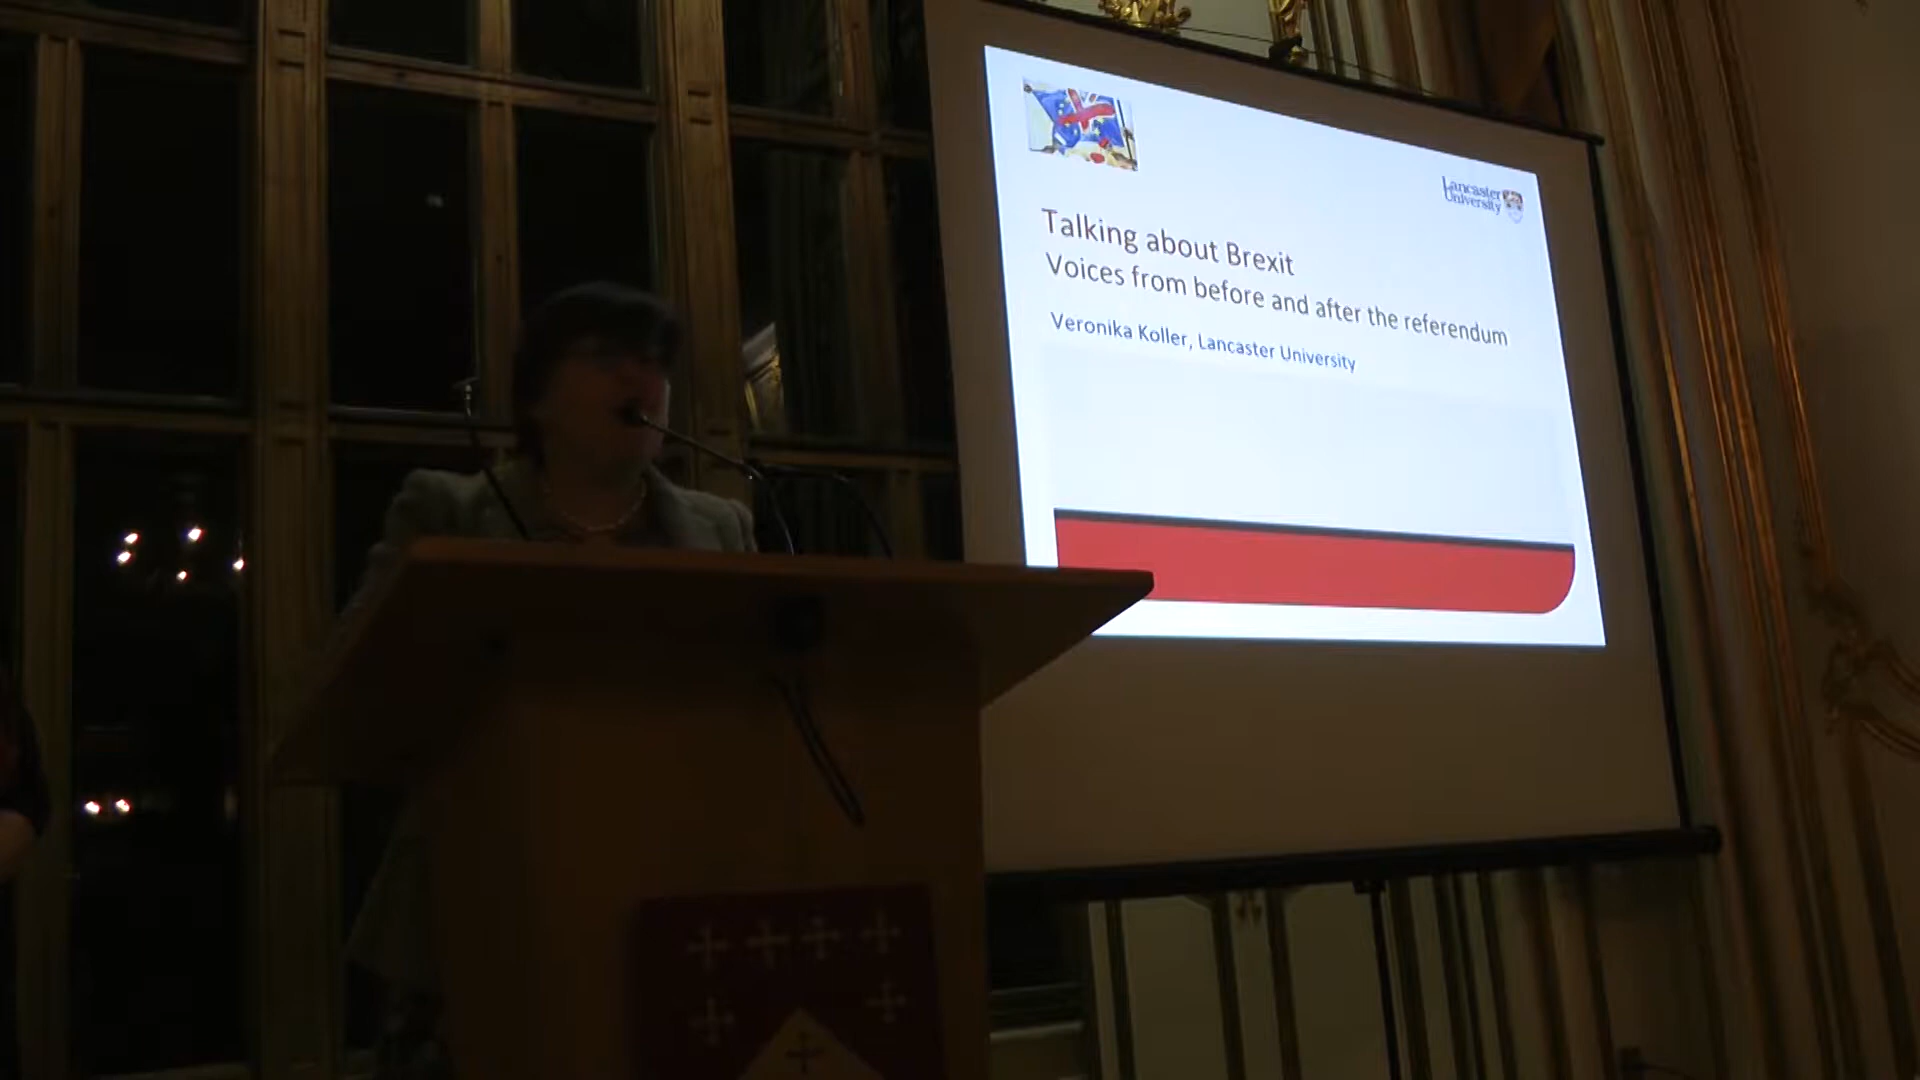 Lancaster
University
Talking about Brexit
Voices from before and after the referendum
Veronika Koller, Lancaster University